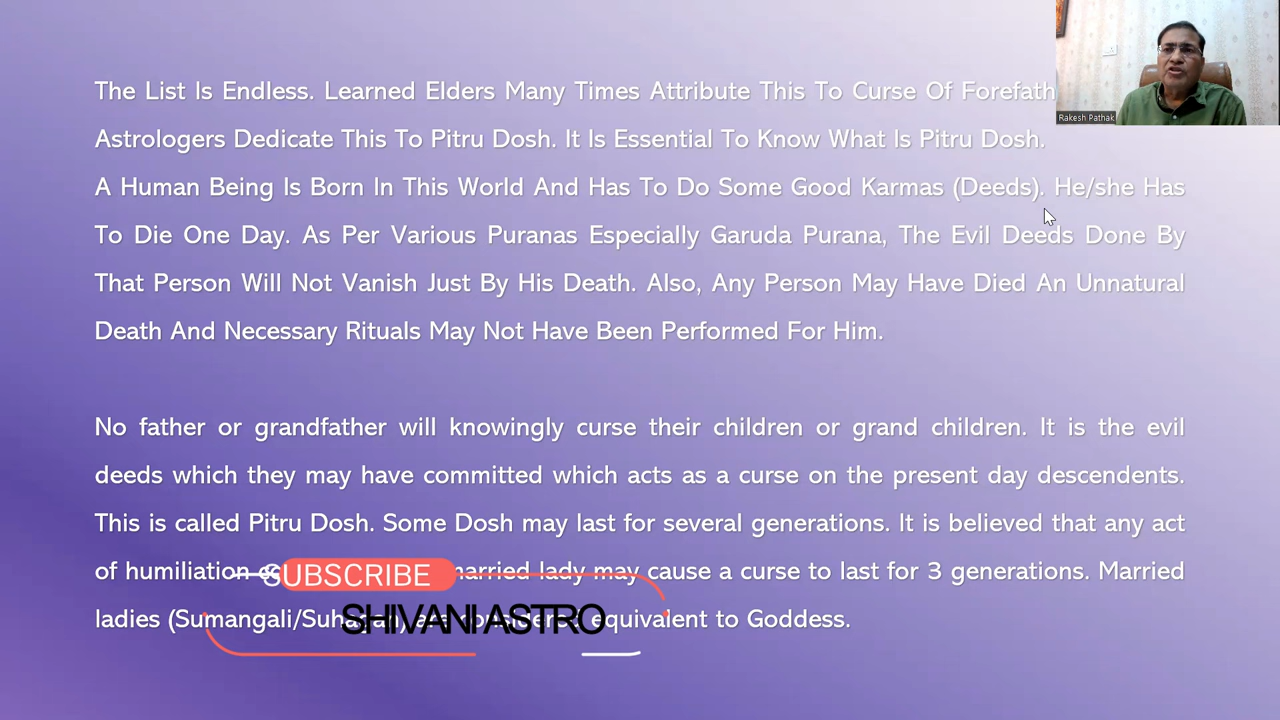 The List Is Endless. Learned Elders Many Times Attribute This To Curse Of Forefath
Rakesh Pathak
Astrologers Dedicate This To Pitru Dosh. It Is Essential To Know What Is Pitru Dosh.
A Human Being Is Born In This World And Has To Do Some Good Karmas (Deeds). He/she Has
To Die One Day. As Per Various Puranas Especially Garuda Purana, The Evil Deeds Done By
That Person Will Not Vanish Just By His Death. Also, Any Person May Have Died An Unnatural
Death And Necessary Rituals May Not Have Been Performed For Him.
No father or grandfather will knowingly curse their children or grand children. It is the evil
deeds which they may have committed which acts as a curse on the present day descendents.
This is called Pitru Dosh. Some Dosh may last for several generations. It is believed that any act
of humiliation married lady may cause a curse to last for 3 generations. Married
SUBSCRIBE
ladies (Sumangali/Suhagan) are considered equivalent to Goddess.
SHIVANI ASTRO